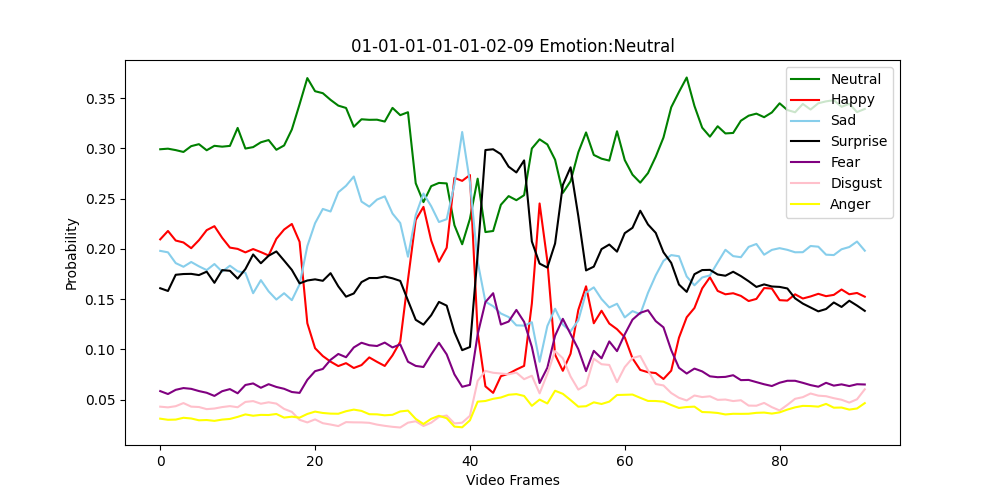 01-01-01-01-01-02-09 Emotion:Neutral
Probability
0.35
0.30
0.25
0.20
0.15
0.10
0.05
0 20 40 60 80
Video Frames
Neutral
Happy
Sad
Surprise
Fear
Disgust
Anger